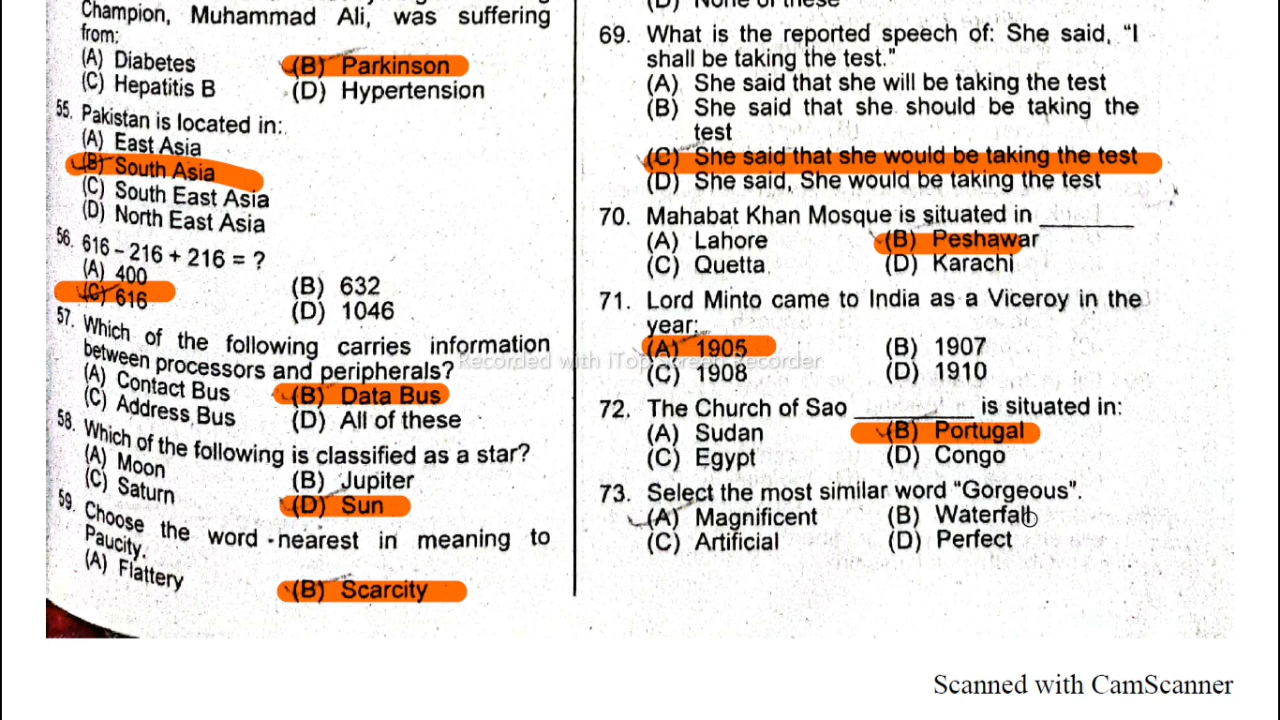 Champion, Muhammad Ali, was suffering
from:
(A) Diabetes (B) Parkinson
(C) Hepatitis B (D) Hypertension
55. Pakistan is located in:
(A) East Asia
(B) South Asia
(C) South East Asia
(D) North East Asia
56. 616 – 216 + 216 = ?
(A) 400 (B) 632
(C) 616 (D) 1046
57. Which of the following carries information
between processors and peripherals?
(A) Contact Bus (B) Data Bus
(C) Address Bus (D) All of these
58. Which of the following is classified as a star?
(A) Moon (B) Jupiter
(C) Saturn (D) Sun
59. Choose the word nearest in meaning to
Paucity.
(A) Flattery (B) Scarcity
(D) None of these
69. What is the reported speech of: She said, "I
shall be taking the test."
(A) She said that she will be taking the test
(B) She said that she should be taking the
test
(C) She said that she would be taking the test
(D) She said, She would be taking the test
70. Mahabat Khan Mosque is situated in ________
(A) Lahore (B) Peshawar
(C) Quetta (D) Karachi
71. Lord Minto came to India as a Viceroy in the
year:
(A) 1905 (B) 1907
(C) 1908 (D) 1910
72. The Church of Sao __________ is situated in:
(A) Sudan (B) Portugal
(C) Egypt (D) Congo
73. Select the most similar word "Gorgeous".
(A) Magnificent (B) Waterfall
(C) Artificial (D) Perfect
Recorded with iTop Screen Recorder
Scanned with CamScanner